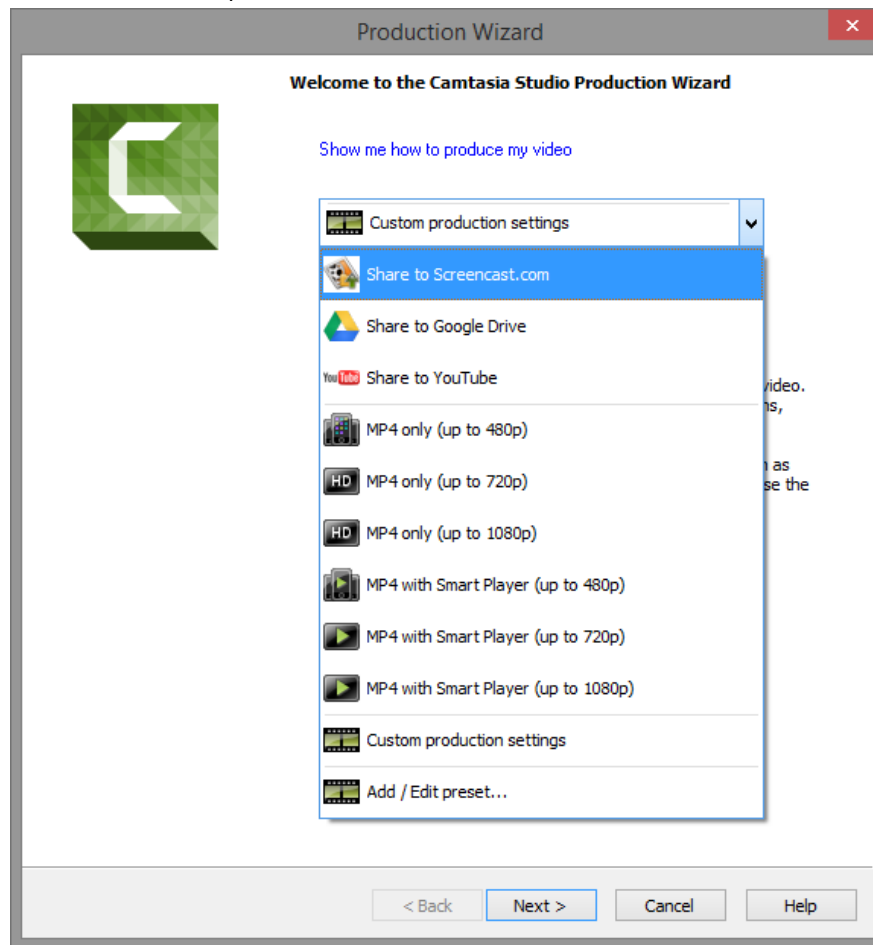 Production Wizard
Welcome to the Camtasia Studio Production Wizard
Show me how to produce my video
Custom production settings
Share to Screencast.com
Share to Google Drive
You Tube Share to YouTube
video.
ns,
MP4 only (up to 480p)
n as
HD MP4 only (up to 720p)
se the
HD MP4 only (up to 1080p)
MP4 with Smart Player (up to 480p)
MP4 with Smart Player (up to 720p)
MP4 with Smart Player (up to 1080p)
Custom production settings
Add / Edit preset...
< Back Next > Cancel Help